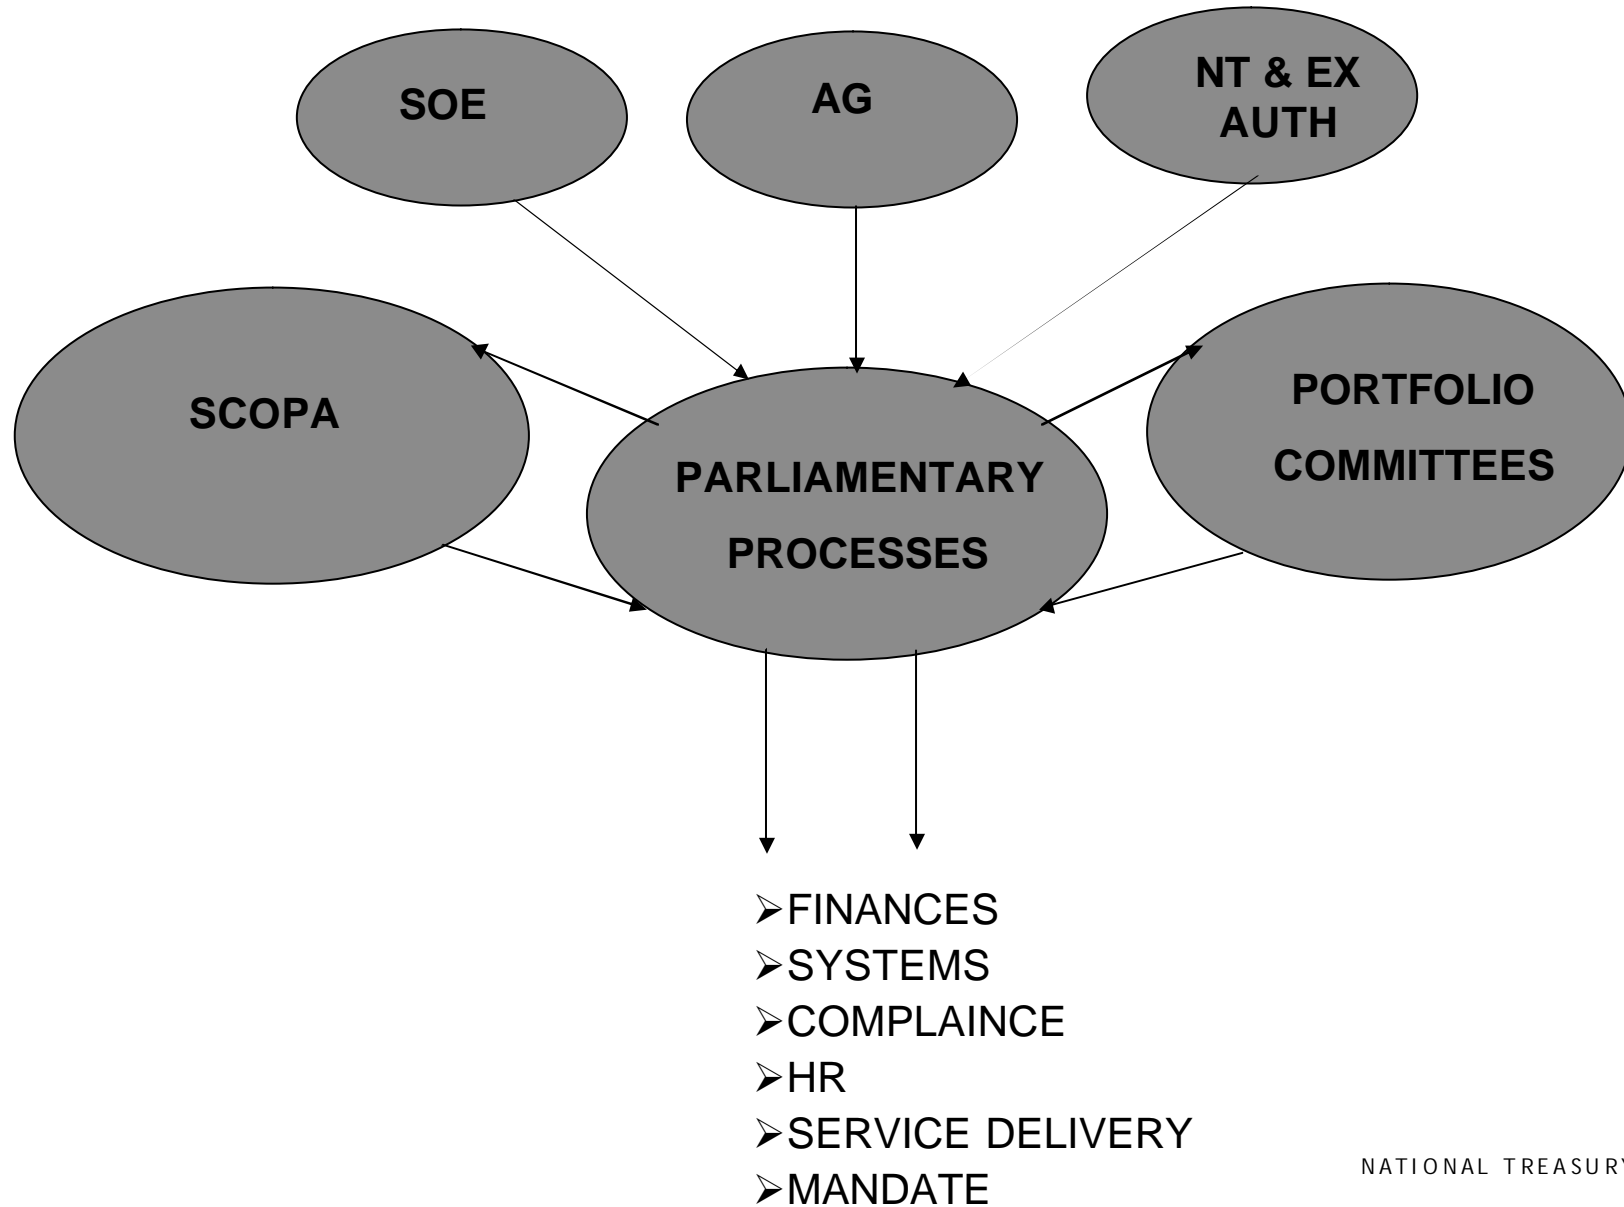 SOE
AG
NT & EX
AUTH
SCOPA
PORTFOLIO
COMMITTEES
PARLIAMENTARY
PROCESSES
➢FINANCES
➢SYSTEMS
➢COMPLAINCE
➢HR
➢SERVICE DELIVERY
➢MANDATE
NATIONAL TREASURY